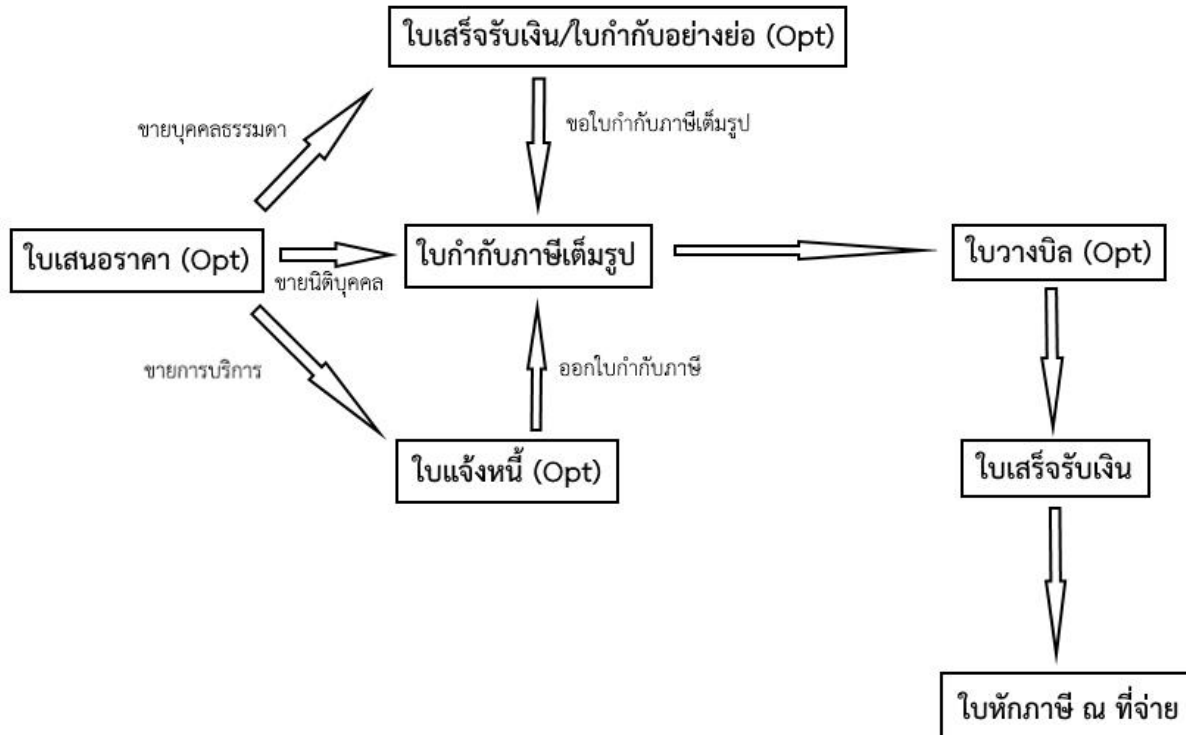 ใบเสร็จรับเงิน/ใบกำกับอย่างย่อ (Opt)
ขายบุคคลธรรมดา
ขอใบกำกับภาษีเต็มรูป
ใบเสนอราคา (Opt)
ขายนิติบุคคล
ใบกำกับภาษีเต็มรูป
ใบวางบิล (Opt)
ขายการบริการ
ออกใบกำกับภาษี
ใบแจ้งหนี้ (Opt)
ใบเสร็จรับเงิน
ใบหักภาษี ณ ที่จ่าย